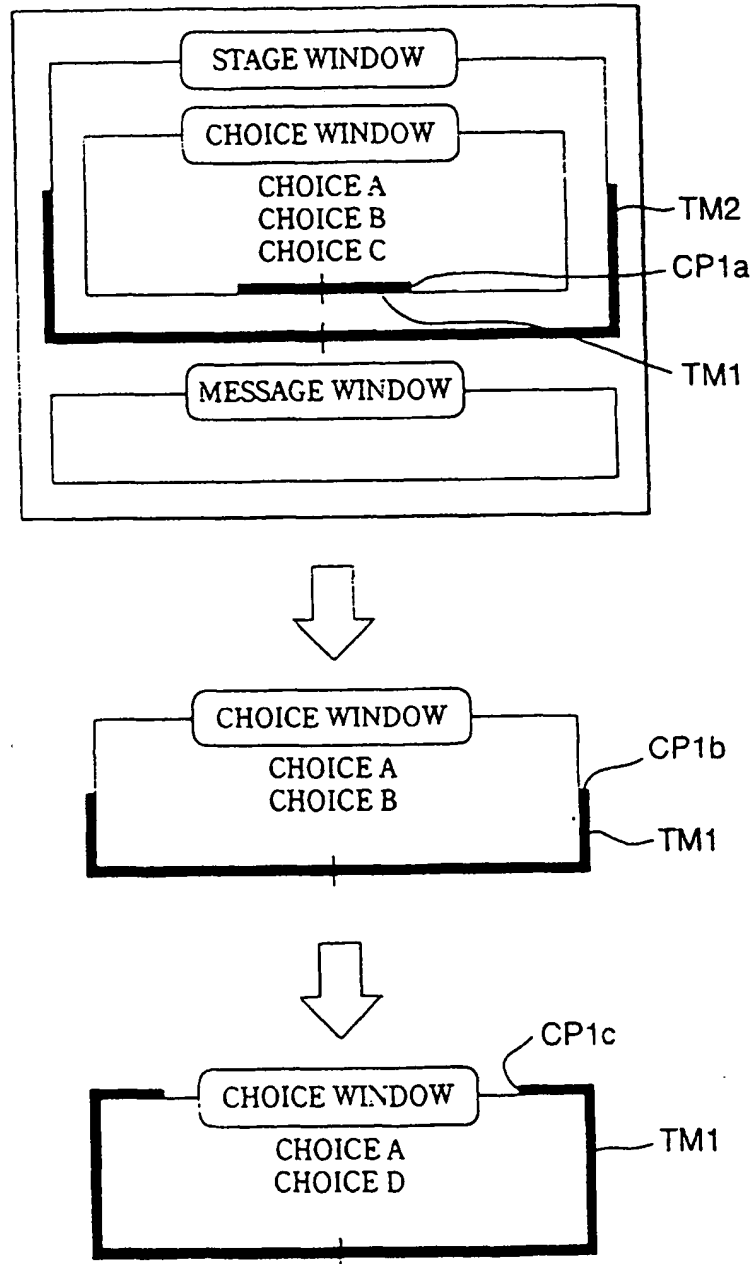 STAGE WINDOW
CHOICE WINDOW
CHOICE A
CHOICE B
CHOICE C
TM2
CP1a
TM1
MESSAGE WINDOW
CHOICE WINDOW
CHOICE A
CHOICE B
CP1b
TM1
CP1c
CHOICE WINDOW
CHOICE A
CHOICE D
TM1